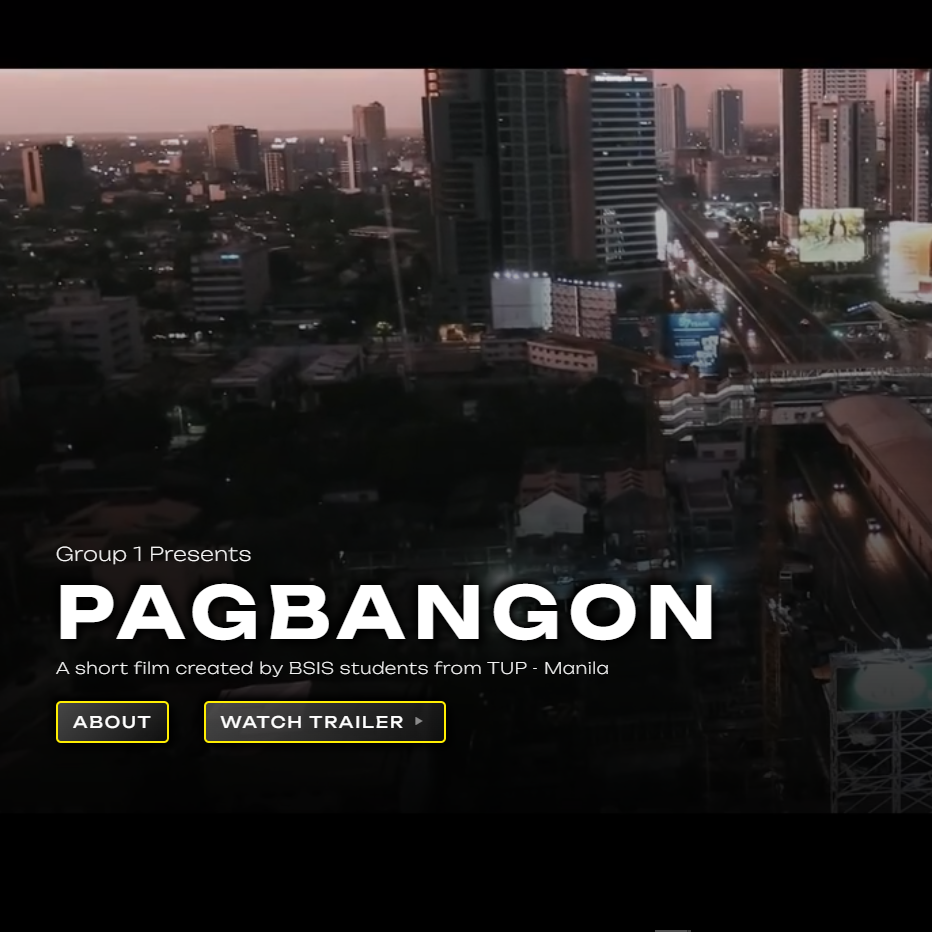 Group 1 Presents
PAGBANGON
A short film created by BSIS students from TUP - Manila
ABOUT
WATCH TRAILER